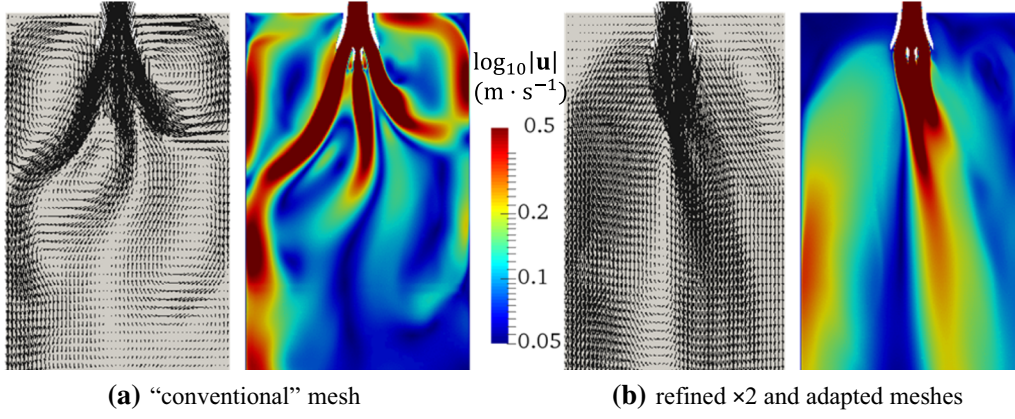 log₁₀|u|
(m · s⁻¹)
0.5
0.2
0.1
0.05
(a) “conventional” mesh
(b) refined ×2 and adapted meshes